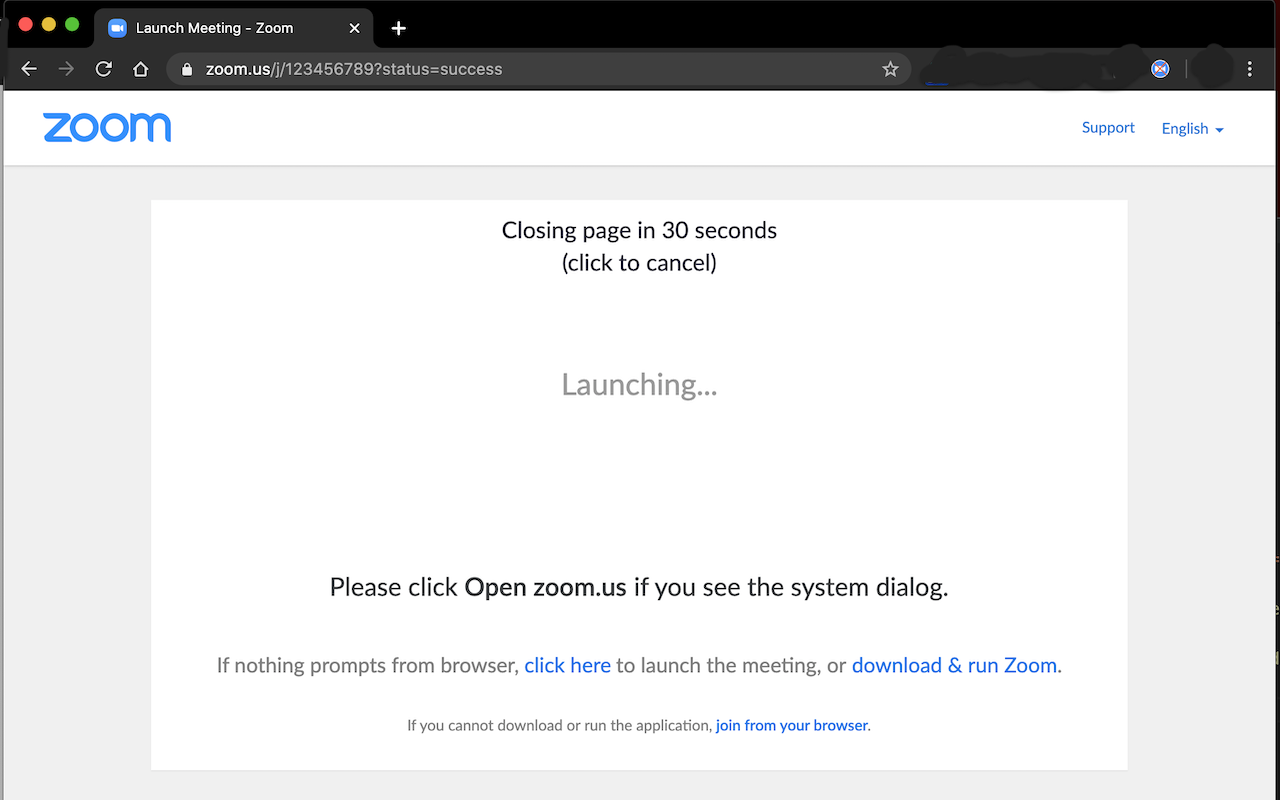 Launch Meeting - Zoom
zoom.us/j/123456789?status=success
zoom
Support
English
Closing page in 30 seconds
(click to cancel)
Launching...
Please click Open zoom.us if you see the system dialog.
If nothing prompts from browser, click here to launch the meeting, or download & run Zoom.
If you cannot download or run the application, join from your browser.